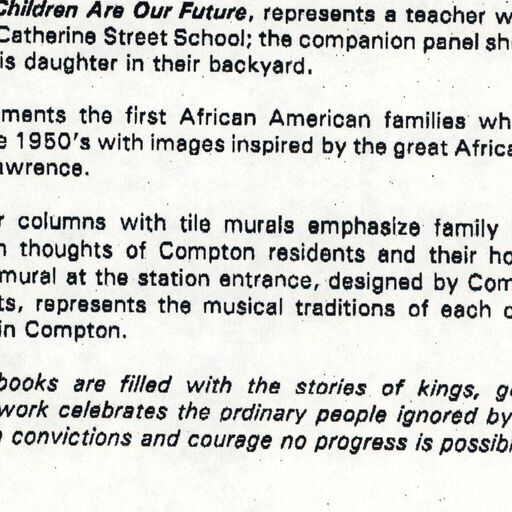 Children Are Our Future, represents a teacher w
Catherine Street School; the companion panel sh
is daughter in their backyard.
ments the first African American families wh
e 1950's with images inspired by the great Africa
awrence.
r columns with tile murals emphasize family
n thoughts of Compton residents and their ho
mural at the station entrance, designed by Com
ts, represents the musical traditions of each c
in Compton.
books are filled with the stories of kings, g
work celebrates the ordinary people ignored by
convictions and courage no progress is possibl